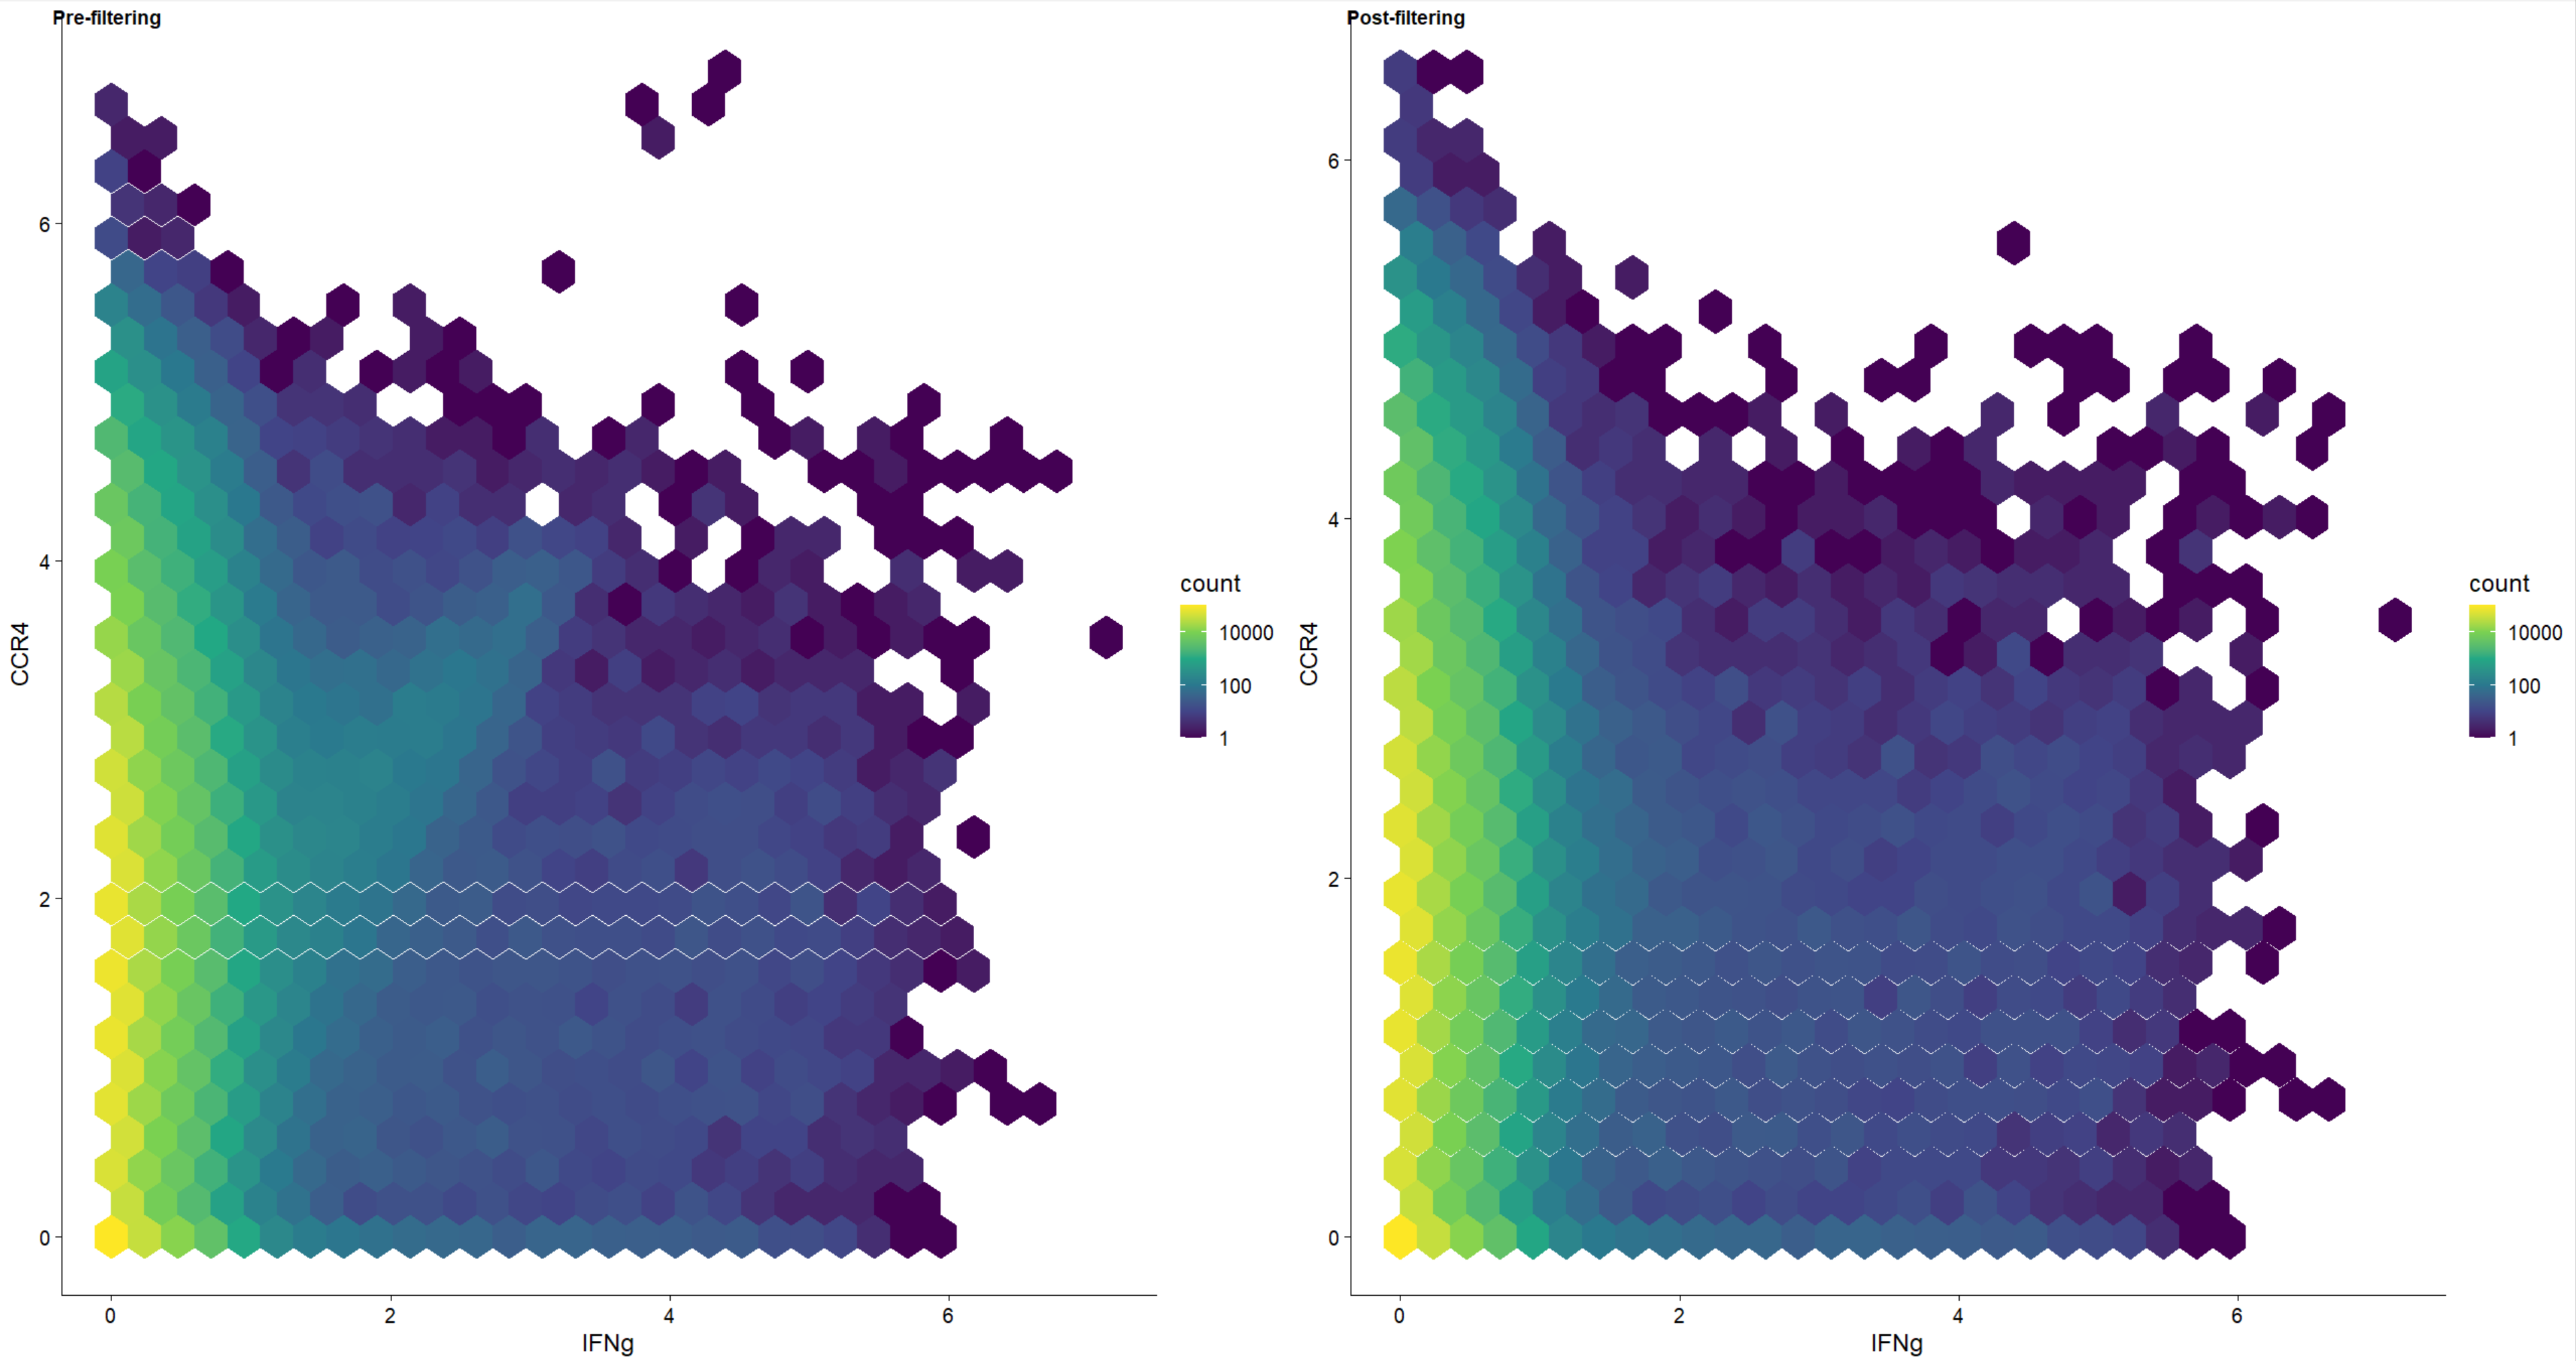 Pre-filtering
CCR4
6
4
2
0
0 2 4 6
IFNg
count
10000
100
1
Post-filtering
CCR4
6
4
2
0
0 2 4 6
IFNg
count
10000
100
1